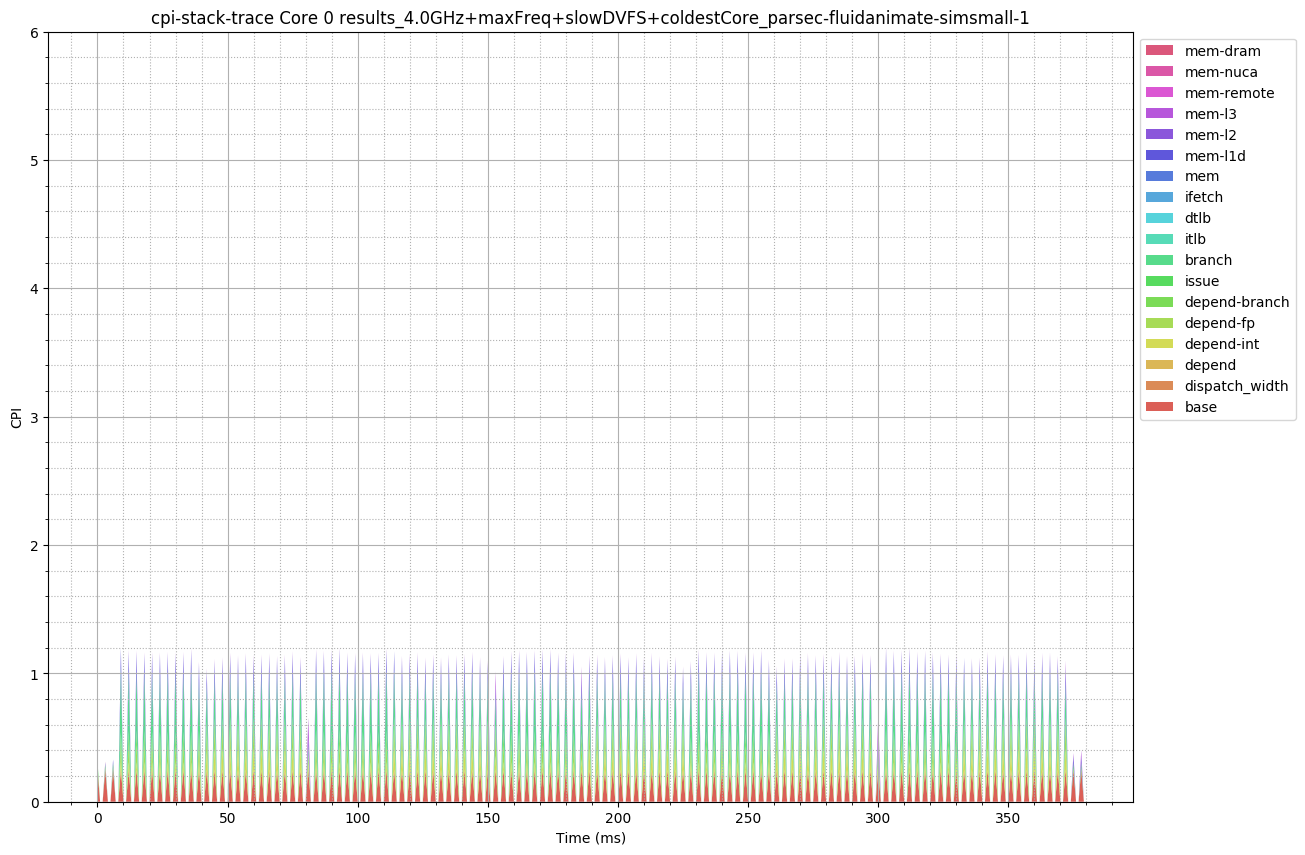 cpi-stack-trace Core 0 results_4.0GHz+maxFreq+slowDVFS+coldestCore_parsec-fluidanimate-simsmall-1
6
5
4
3
2
1
0
CPI
0
50
100
150
200
250
300
350
Time (ms)
mem-dram
mem-nuca
mem-remote
mem-l3
mem-l2
mem-l1d
mem
ifetch
dtlb
itlb
branch
issue
depend-branch
depend-fp
depend-int
depend
dispatch_width
base